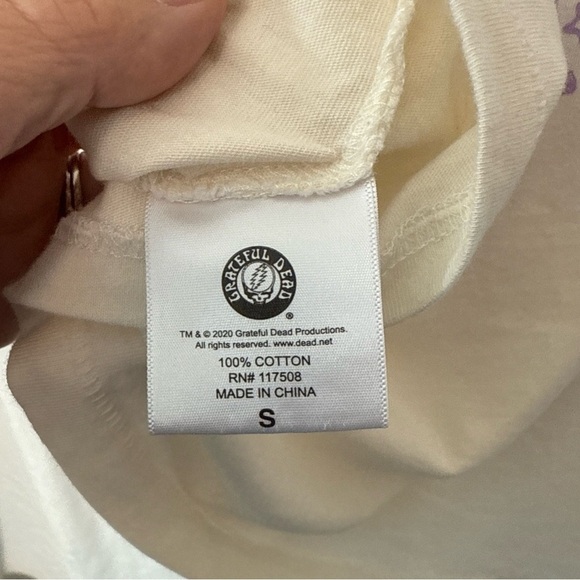 GRATEFUL DEAD
®
TM & © 2020 Grateful Dead Productions.
All rights reserved. www.dead.net
100% COTTON
RN# 117508
MADE IN CHINA
S